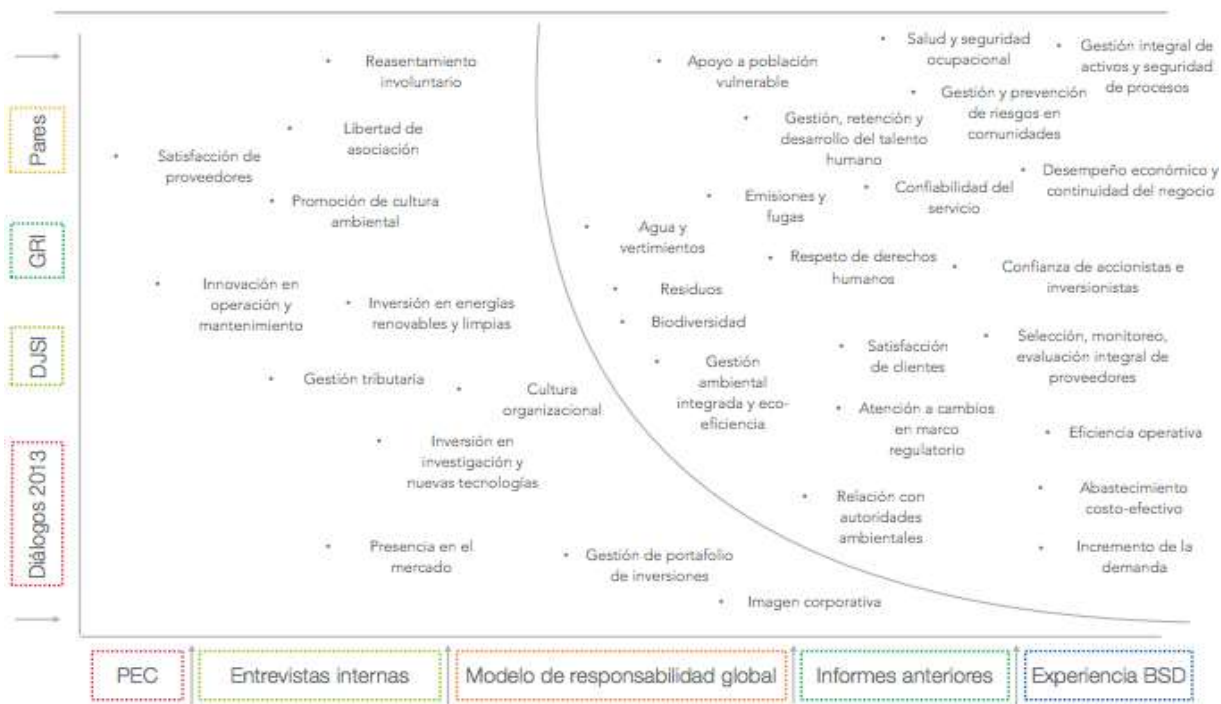 Pares
GRI
DJSI
Diálogos 2013
Reasentamiento
involuntario
Libertad de
asociación
Satisfacción de
proveedores
Promoción de cultura
ambiental
Innovación en
operación y
mantenimiento
Inversión en energías
renovables y limpias
Gestión tributaria
Cultura
organizacional
Inversión en
investigación y
nuevas tecnologías
Presencia en el
mercado
Gestión de portafolio
de inversiones
Imagen corporativa
Apoyo a población
vulnerable
Salud y seguridad
ocupacional
Gestión integral de
activos y seguridad
de procesos
Gestión y prevención
de riesgos en
comunidades
Gestión, retención y
desarrollo del talento
humano
Desempeño económico y
continuidad del negocio
Confiabilidad del
servicio
Emisiones y
fugas
Agua y
vertimientos
Respeto de derechos
humanos
Confianza de accionistas e
inversionistas
Residuos
Biodiversidad
Satisfacción
de clientes
Selección, monitoreo,
evaluación integral de
proveedores
Gestión
ambiental
integrada y eco-
eficiencia
Atención a cambios
en marco
regulatorio
Eficiencia operativa
Relación con
autoridades
ambientales
Abastecimiento
costo-efectivo
Incremento de la
demanda
PEC
Entrevistas internas
Modelo de responsabilidad global
Informes anteriores
Experiencia BSD